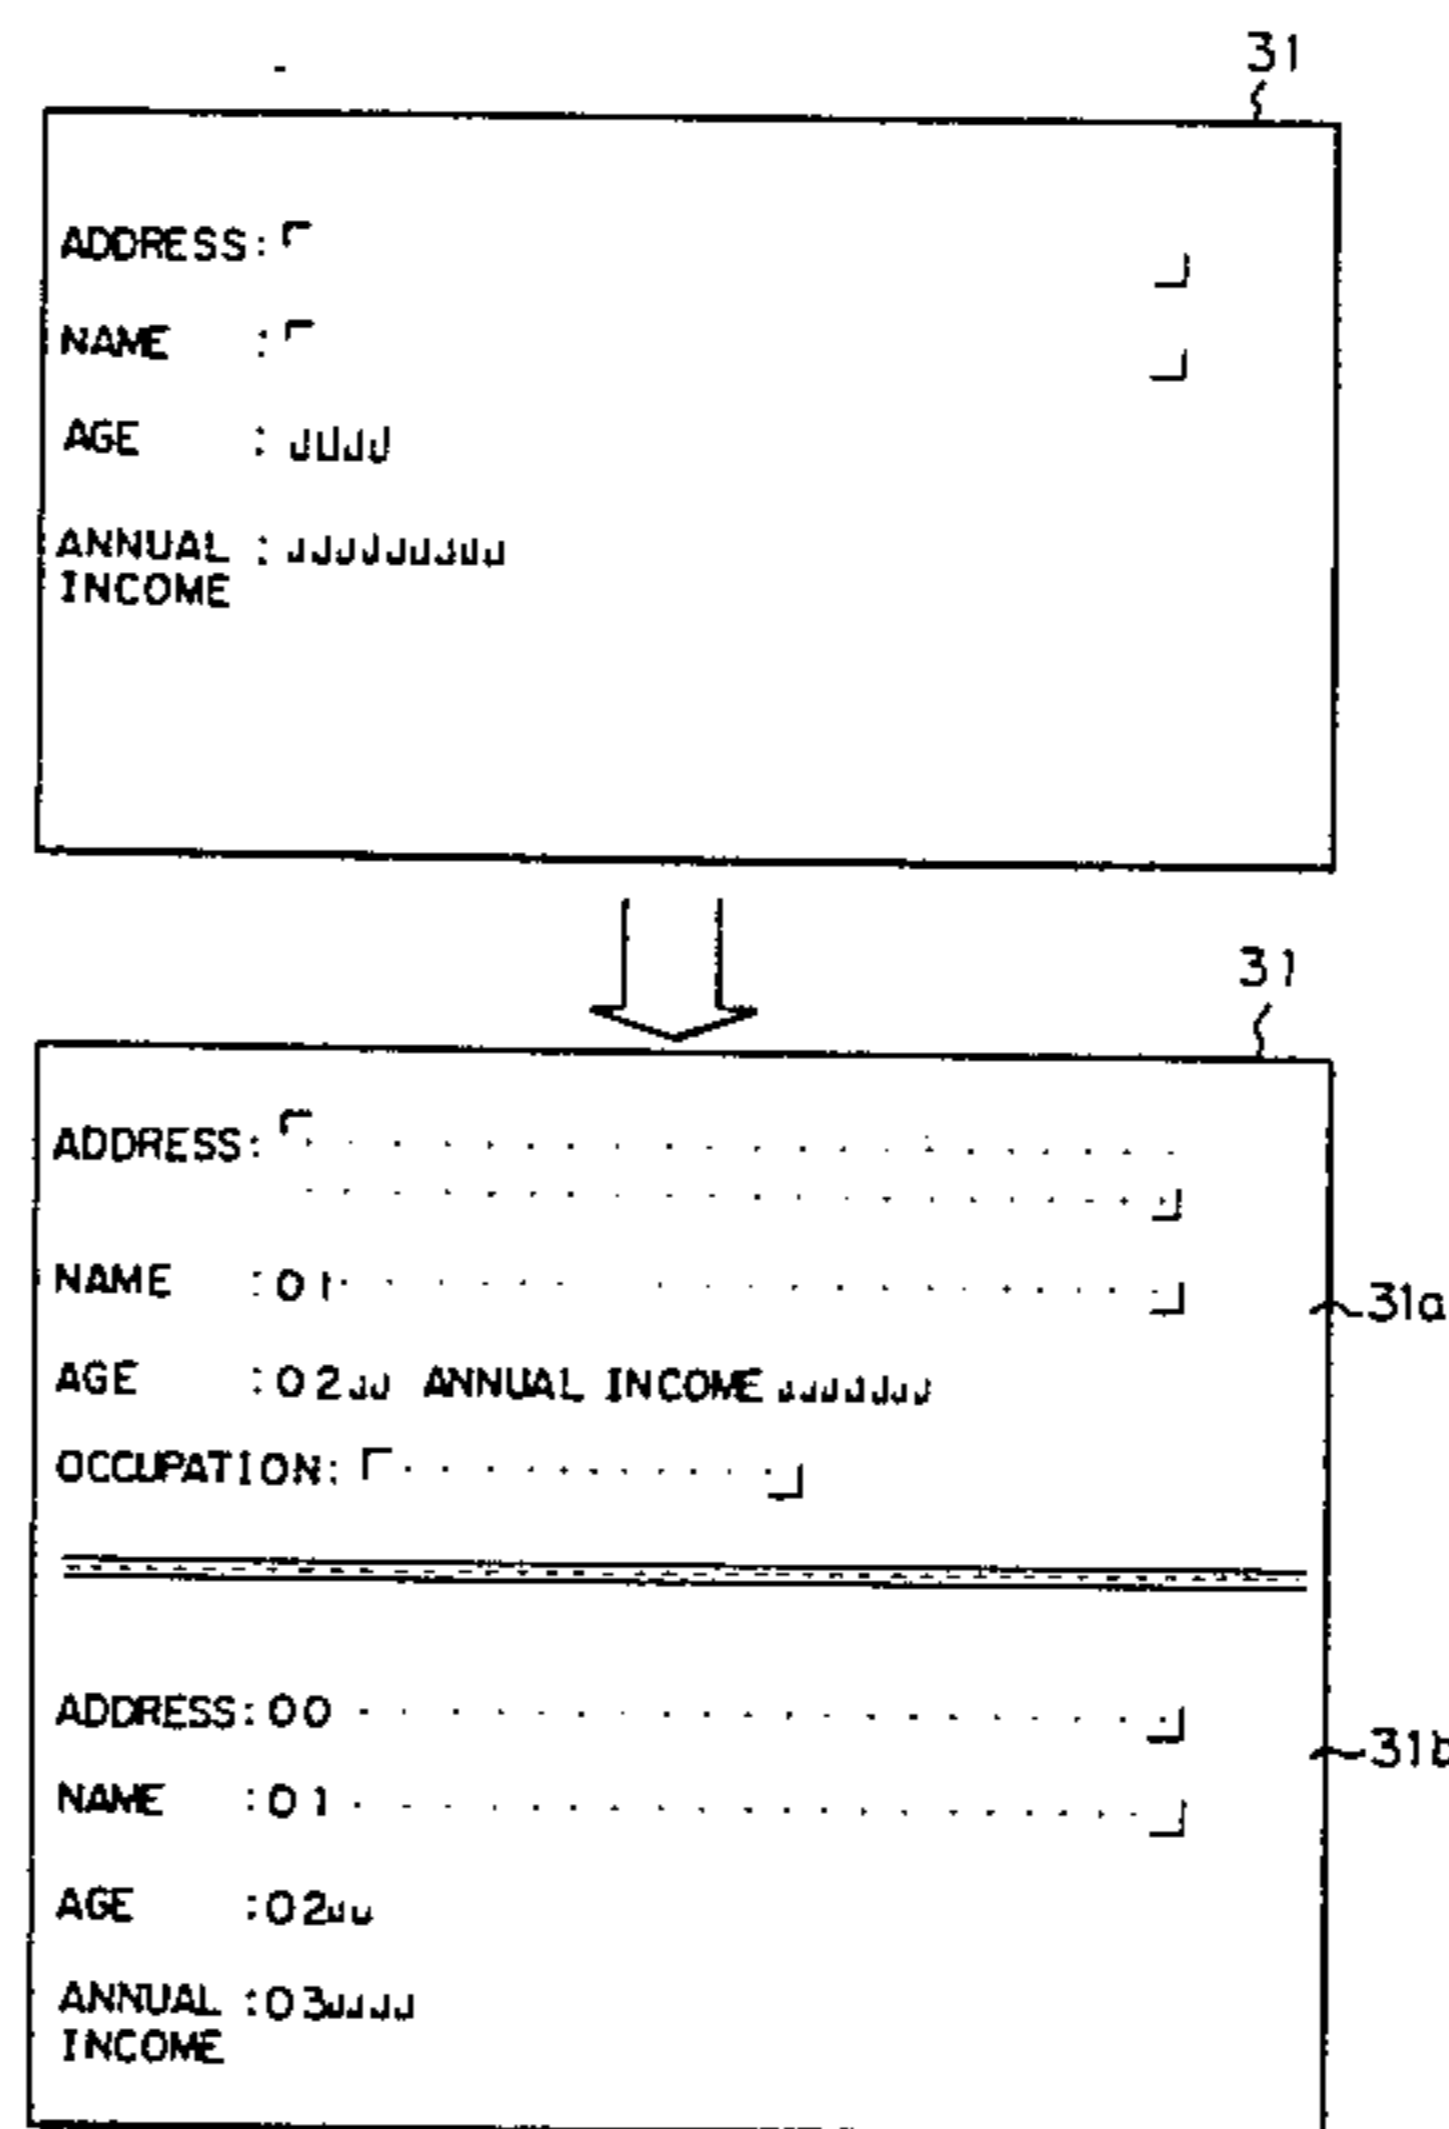 31
ADDRESS:
NAME :
AGE :
ANNUAL :
INCOME
31
ADDRESS:
NAME :01
31a
AGE :02 ANNUAL INCOME
OCCUPATION:
ADDRESS:00
31b
NAME :01
AGE :02
ANNUAL :03
INCOME